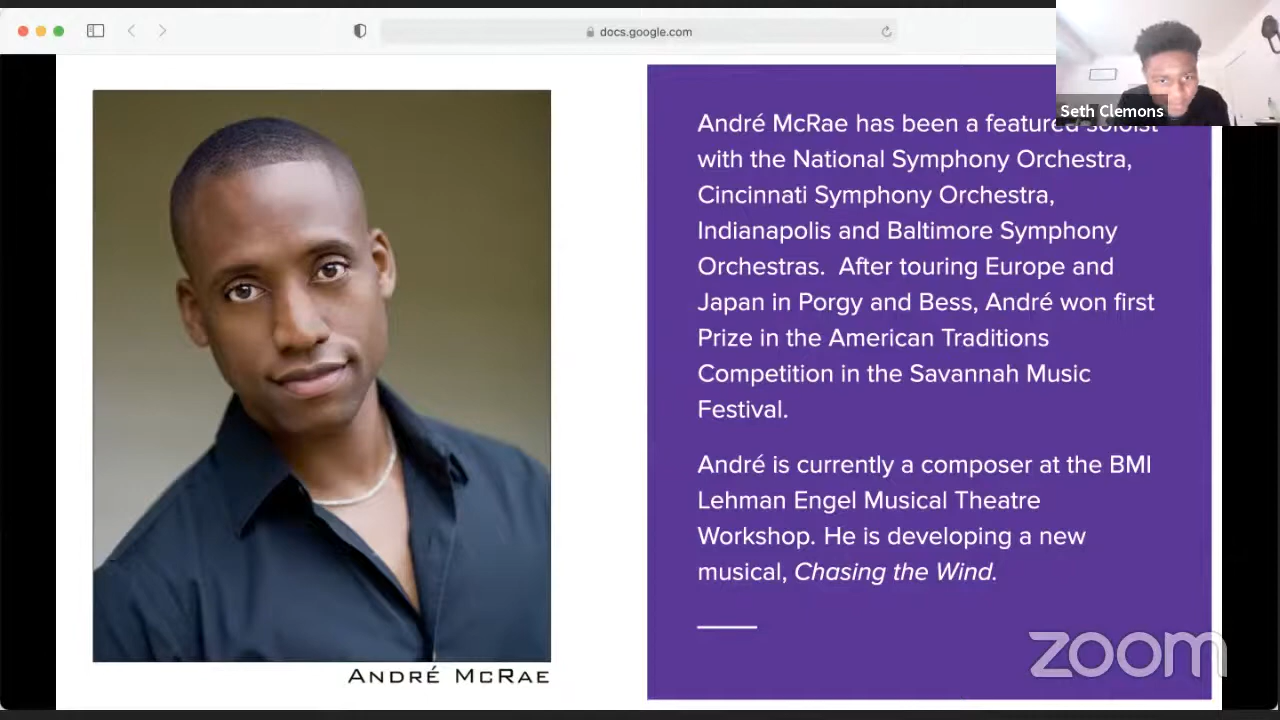 docs.google.com
Seth Clemons
André McRae has been a featured soloist
with the National Symphony Orchestra,
Cincinnati Symphony Orchestra,
Indianapolis and Baltimore Symphony
Orchestras.  After touring Europe and
Japan in Porgy and Bess, André won first
Prize in the American Traditions
Competition in the Savannah Music
Festival.
André is currently a composer at the BMI
Lehman Engel Musical Theatre
Workshop. He is developing a new
musical, Chasing the Wind.
ANDRÉ MCRAE
zoom